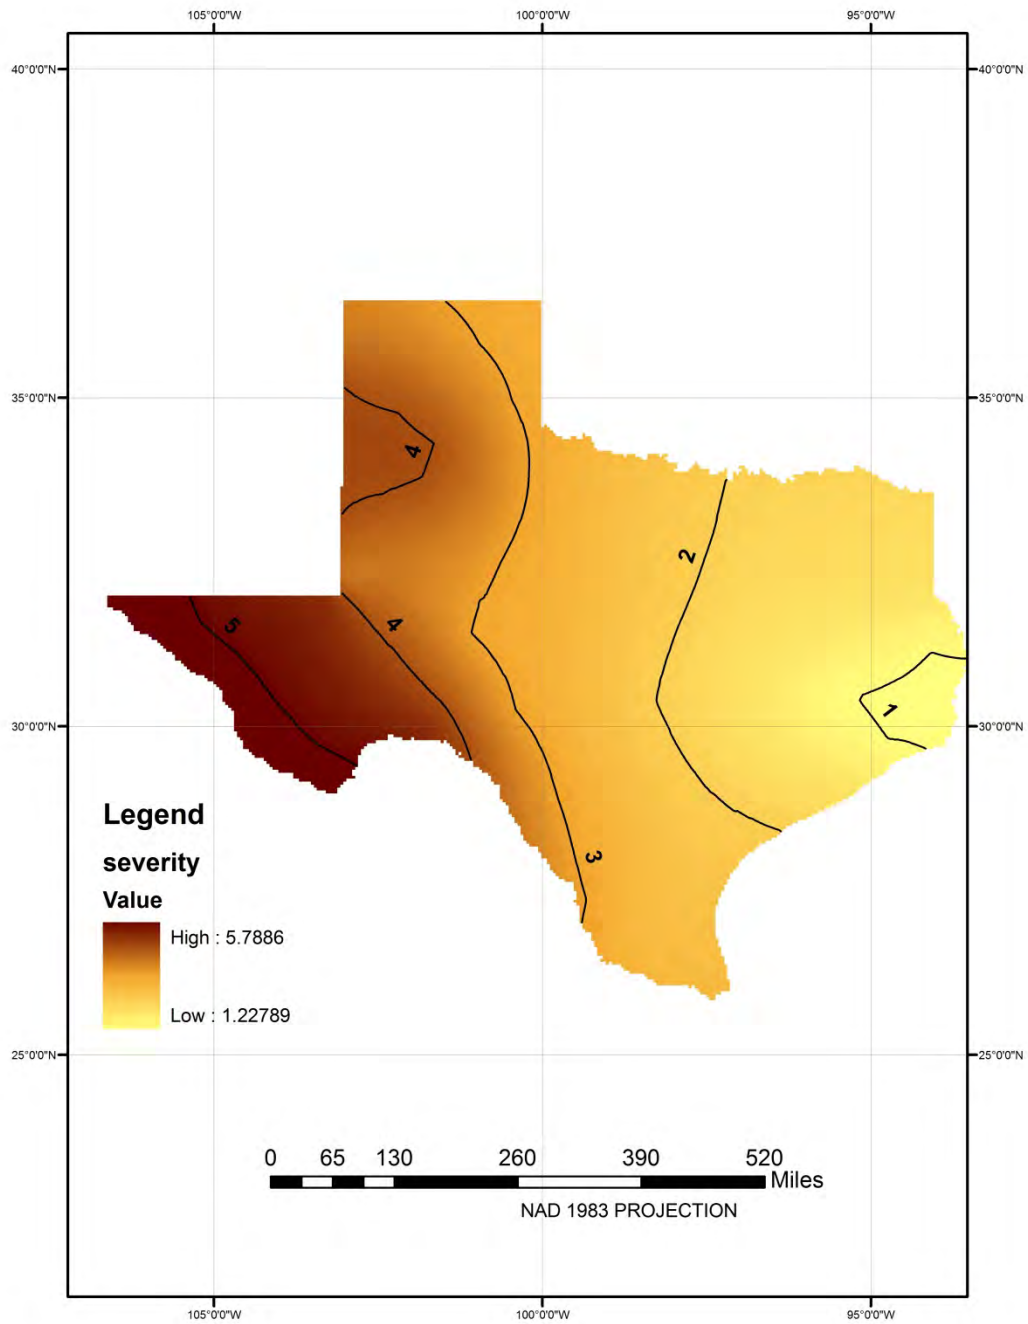 105°0'0"W 100°0'0"W 95°0'0"W
40°0'0"N 40°0'0"N
35°0'0"N 35°0'0"N
4
2
5 4
1
30°0'0"N 30°0'0"N
3
Legend
severity
Value
High : 5.7886
Low : 1.22789
25°0'0"N 25°0'0"N
0 65 130 260 390 520
Miles
NAD 1983 PROJECTION
105°0'0"W 100°0'0"W 95°0'0"W